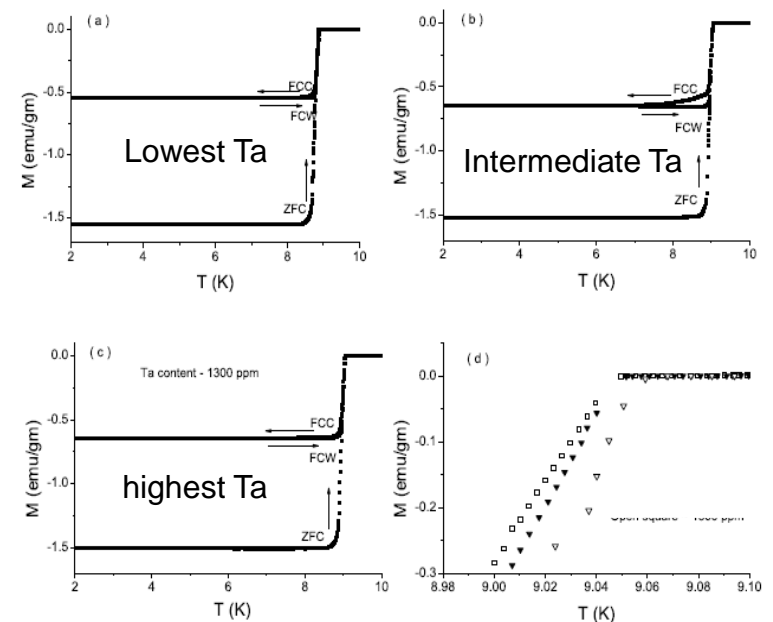 ( a )
0.0
-0.5
-1.0
-1.5
M (emu/gm)
FCC
FCW
Lowest Ta
ZFC
2 4 6 8 10
T (K)
( b )
0.0
-0.5
-1.0
-1.5
M (emu/gm)
FCC
FCW
Intermediate Ta
ZFC
2 4 6 8 10
T (K)
( c )
Ta content - 1300 ppm
0.0
-0.5
-1.0
-1.5
M (emu/gm)
FCC
FCW
highest Ta
ZFC
2 4 6 8 10
T (K)
( d )
0.0
-0.1
-0.2
-0.3
M (emu/gm)
8.98 9.00 9.02 9.04 9.06 9.08 9.10
T (K)